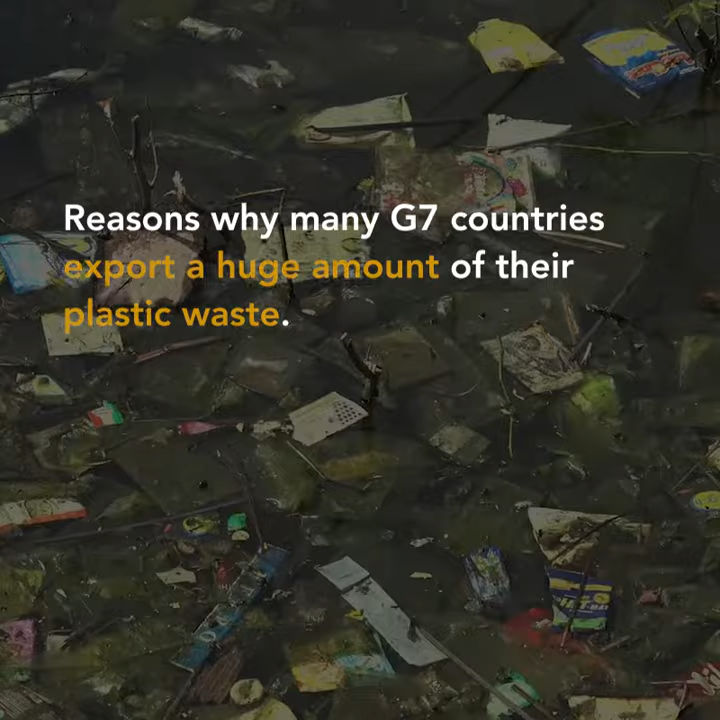 Reasons why many G7 countries
export a huge amount of their
plastic waste.